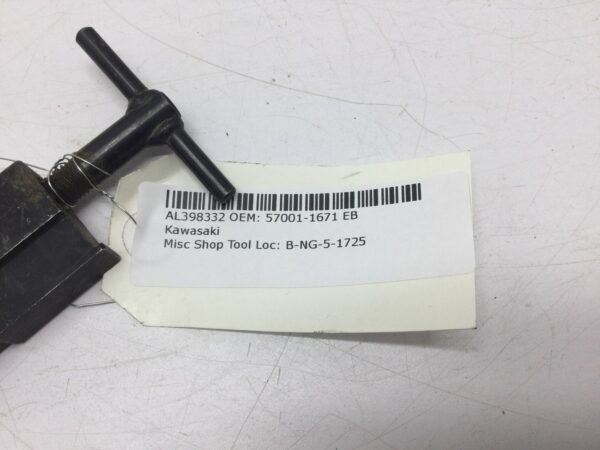 AL398332 OEM: 57001-1671 EB
Kawasaki
Misc Shop Tool Loc: B-NG-5-1725